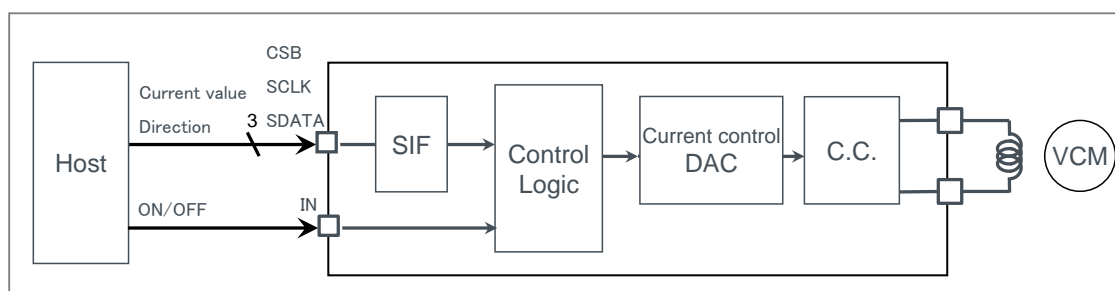 CSB
SCLK
SDATA
Current value
Direction
3
Host
ON/OFF
IN
SIF
Control
Logic
Current control
DAC
C.C.
VCM